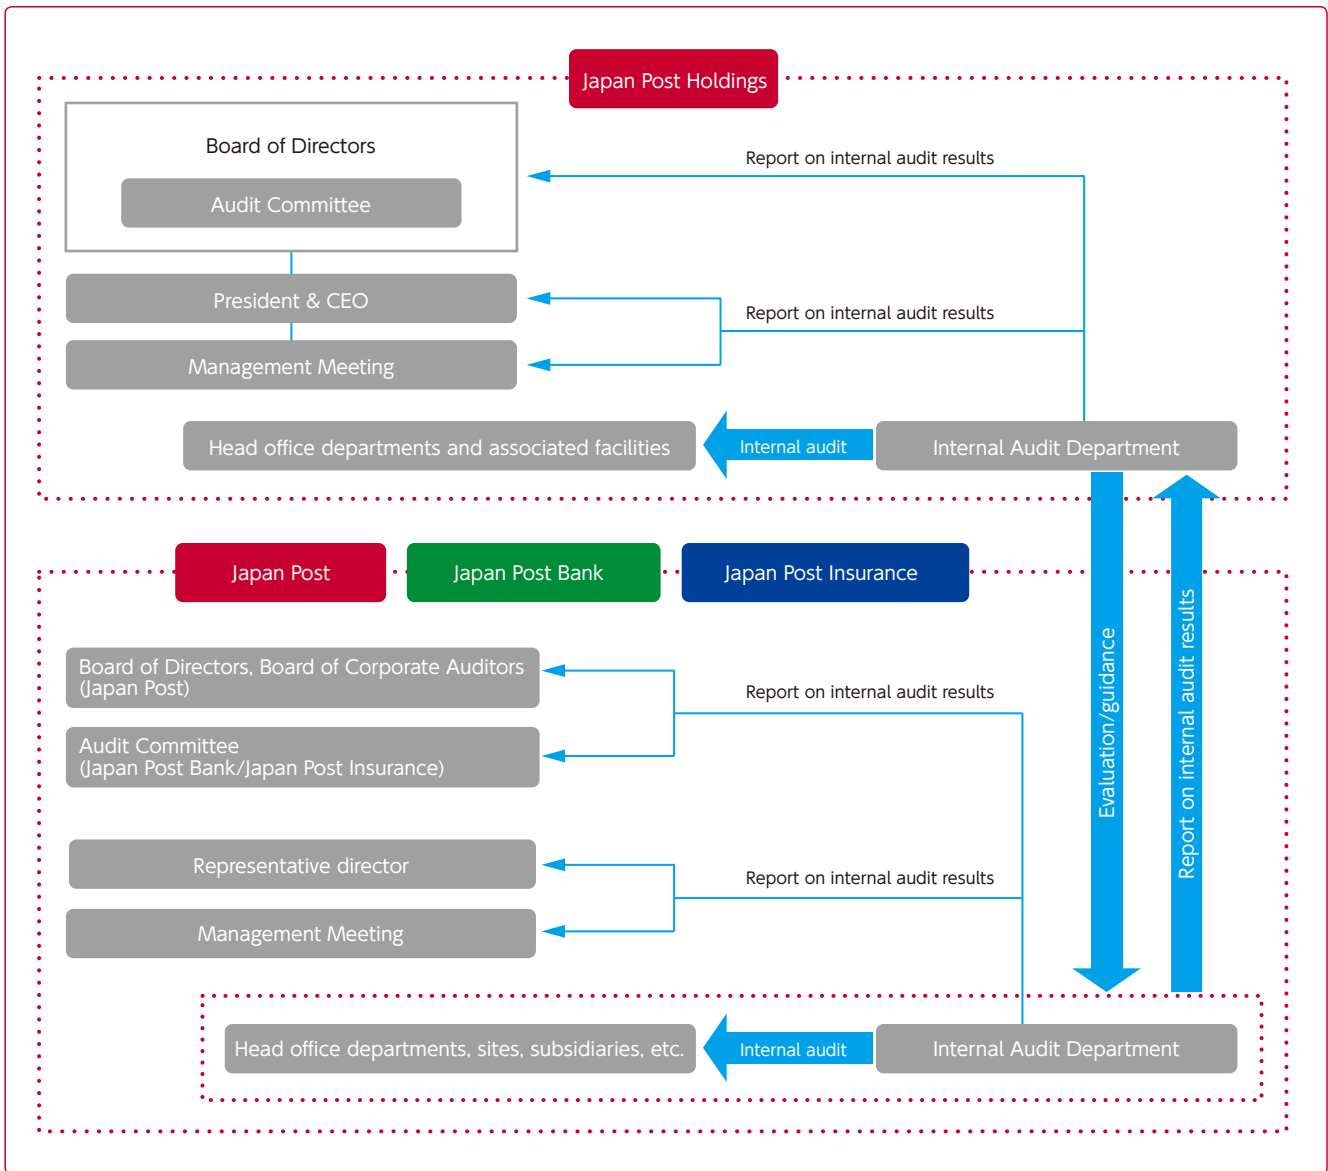 Japan Post Holdings
Board of Directors
Audit Committee
Report on internal audit results
President & CEO
Report on internal audit results
Management Meeting
Head office departments and associated facilities
Internal audit
Internal Audit Department
Japan Post
Japan Post Bank
Japan Post Insurance
Evaluation/guidance
Report on internal audit results
Board of Directors, Board of Corporate Auditors
(Japan Post)
Report on internal audit results
Audit Committee
(Japan Post Bank/Japan Post Insurance)
Representative director
Report on internal audit results
Management Meeting
Head office departments, sites, subsidiaries, etc.
Internal audit
Internal Audit Department